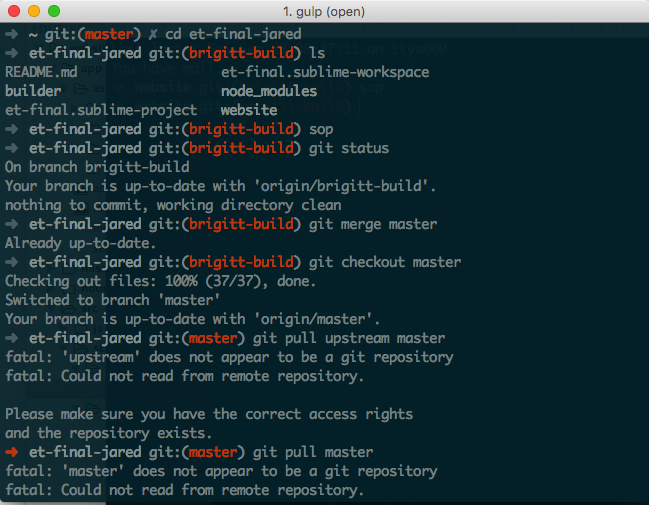 1. gulp (open)
➜ ~ git:(master) ✗ cd et-final-jared
➜ et-final-jared git:(brigitt-build) ls
README.md et-final.sublime-workspace
builder node_modules
et-final.sublime-project website
➜ et-final-jared git:(brigitt-build) sop
➜ et-final-jared git:(brigitt-build) git status
On branch brigitt-build
Your branch is up-to-date with 'origin/brigitt-build'.
nothing to commit, working directory clean
➜ et-final-jared git:(brigitt-build) git merge master
Already up-to-date.
➜ et-final-jared git:(brigitt-build) git checkout master
Checking out files: 100% (37/37), done.
Switched to branch 'master'
Your branch is up-to-date with 'origin/master'.
➜ et-final-jared git:(master) git pull upstream master
fatal: 'upstream' does not appear to be a git repository
fatal: Could not read from remote repository.
Please make sure you have the correct access rights
and the repository exists.
➜ et-final-jared git:(master) git pull master
fatal: 'master' does not appear to be a git repository
fatal: Could not read from remote repository.